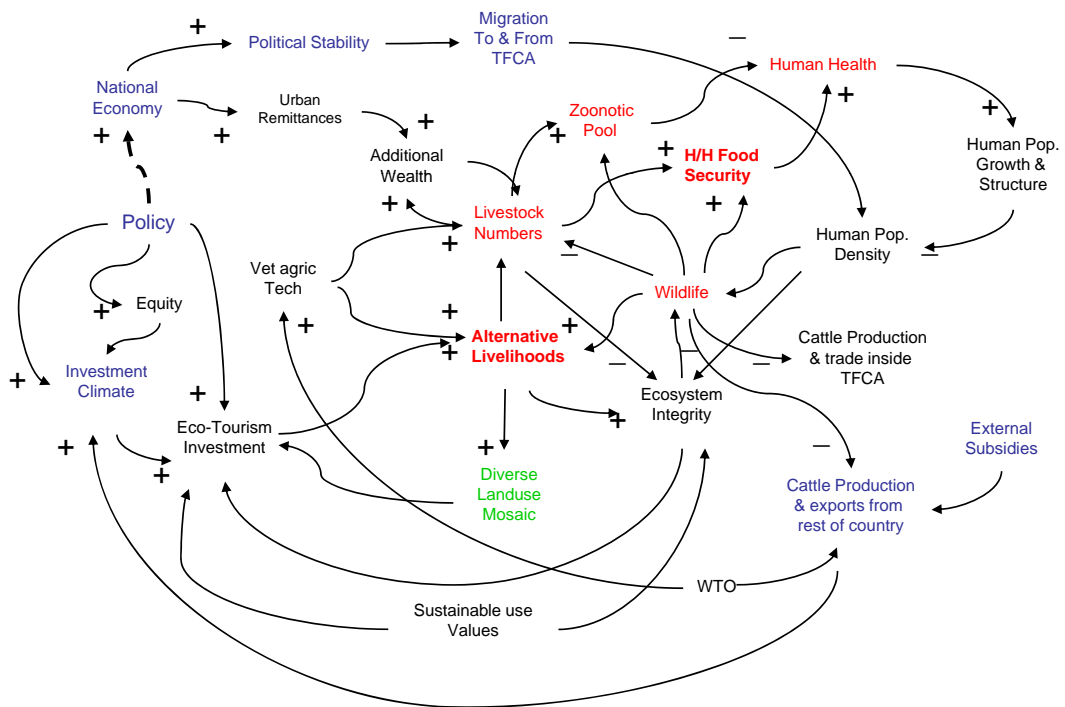 Migration
To & From
TFCA
+
Political Stability
–
Human Health
+
National
Economy
+
+
Urban
Remittances
+
Zoonotic
Pool
+
+
Human Pop.
Growth &
Structure
Additional
Wealth
+
H/H Food
Security
+
+
Livestock
Numbers
+
–
Policy
Human Pop.
Density
–
Vet agric
Tech
+
Wildlife
Equity
+
+
+
Alternative
Livelihoods
+
–
–
–
Cattle Production
& trade inside
TFCA
Investment
Climate
+
+
Ecosystem
Integrity
+
Eco-Tourism
Investment
+
+
+
–
External
Subsidies
Diverse
Landuse
Mosaic
Cattle Production
& exports from
rest of country
WTO
Sustainable use
Values